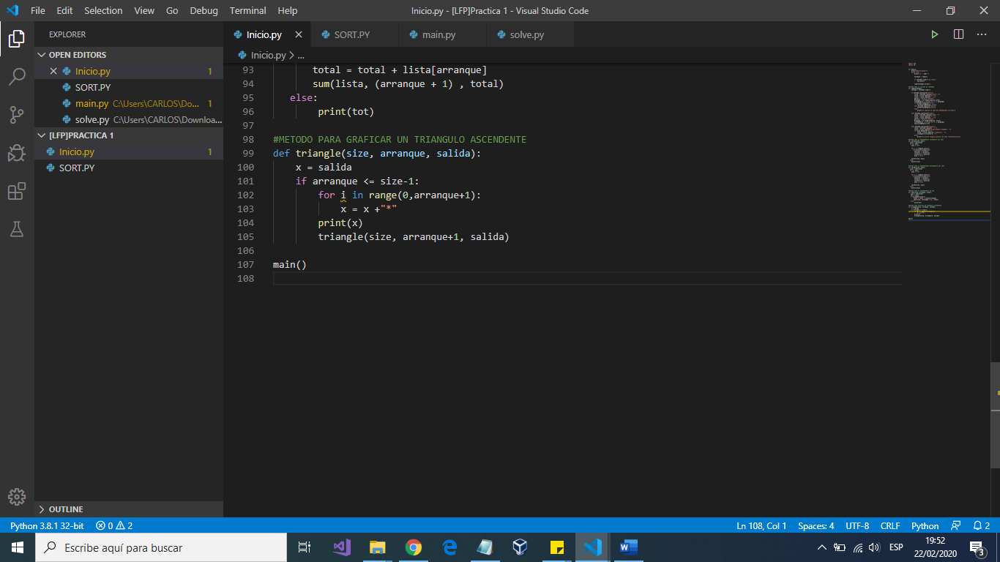 File Edit Selection View Go Debug Terminal Help
Inicio.py - [LFP]Practica 1 - Visual Studio Code
EXPLORER
OPEN EDITORS
Inicio.py 1
SORT.PY
main.py C:\Users\CARLOS\Do... 1
solve.py C:\Users\CARLOS\Downloa...
[LFP]PRACTICA 1
Inicio.py 1
SORT.PY
OUTLINE
Inicio.py SORT.PY main.py solve.py
Inicio.py > ...
93 total = total + lista[arranque]
94 sum(lista, (arranque + 1) , total)
95 else:
96 print(tot)
97
98 #METODO PARA GRAFICAR UN TRIANGULO ASCENDENTE
99 def triangle(size, arranque, salida):
100 x = salida
101 if arranque <= size-1:
102 for i in range(0,arranque+1):
103 x = x +"*"
104 print(x)
105 triangle(size, arranque+1, salida)
106
107 main()
108
Python 3.8.1 32-bit 0 2
Ln 108, Col 1 Spaces: 4 UTF-8 CRLF Python 2
Escribe aquí para buscar
ESP
19:52
22/02/2020
3